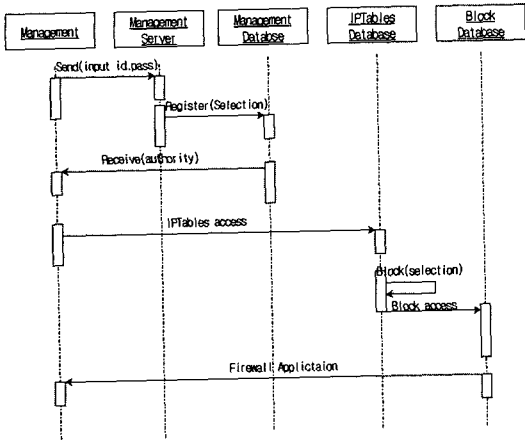 Management
Management
Server
Management
Databse
IPTables
Database
Block
Database
Send(input id.pass)
Register(Selection)
Receive(authority)
IPTables access
Block(selection)
Block access
Firewall Applictaion